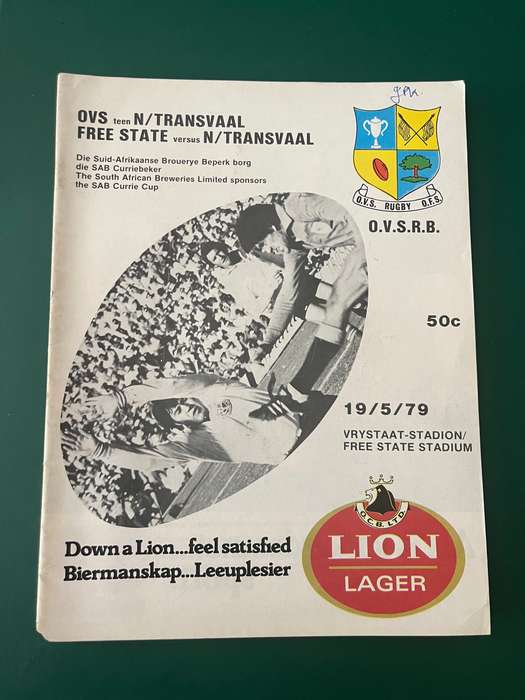 OVS teen N/TRANSVAAL
FREE STATE versus N/TRANSVAAL
Die Suid-Afrikaanse Brouerye Beperk borg
die SAB Curriebeker
The South African Breweries Limited sponsors
the SAB Currie Cup
O.V.S. RUGBY O.F.S.
O.V.S.R.B.
50c
19/5/79
VRYSTAAT-STADION/
FREE STATE STADIUM
Down a Lion...feel satisfied
Biermanskap...Leeuplesier
O.C.B. LTD.
LION
LAGER